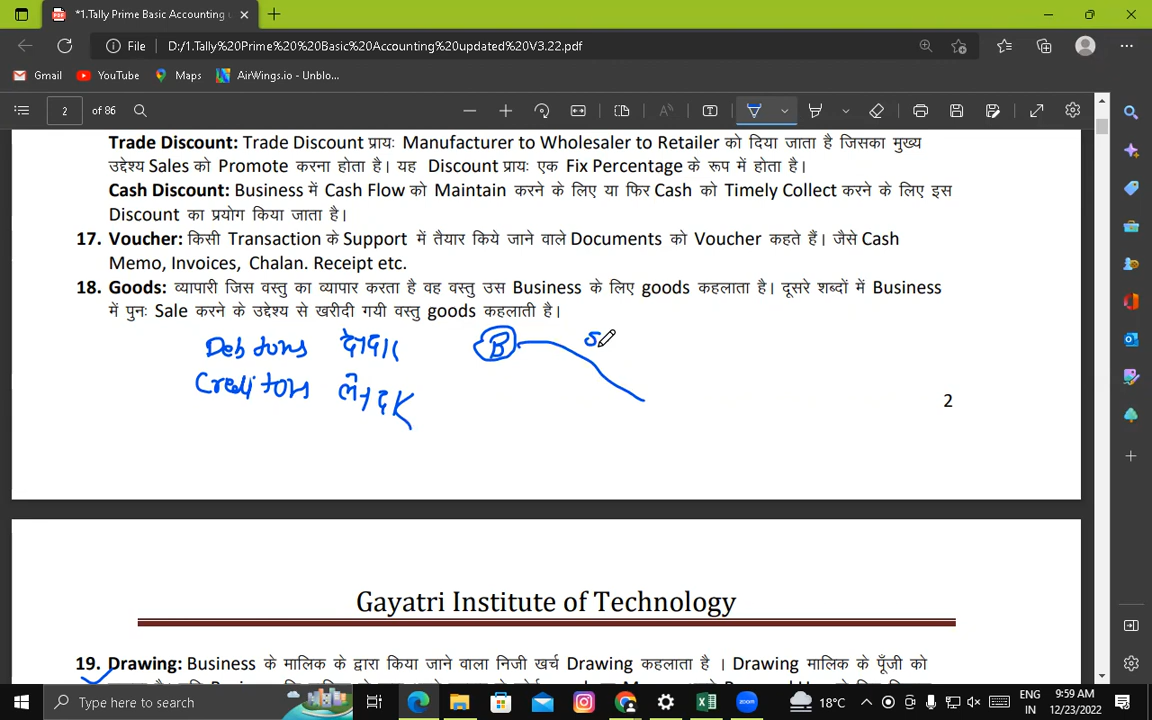 *1.Tally Prime Basic Accounting
File D:/1.Tally%20Prime%20%20Basic%20Accounting%20updated%20V3.22.pdf
Gmail YouTube Maps AirWings.io - Unblo...
2 of 86
Trade Discount: Trade Discount प्रायः Manufacturer to Wholesaler to Retailer को दिया जाता है जिसका मुख्य
उद्देश्य Sales को Promote करना होता है। यह Discount प्रायः एक Fix Percentage के रूप में होता है।
Cash Discount: Business में Cash Flow को Maintain करने के लिए या फिर Cash को Timely Collect करने के लिए इस
Discount का प्रयोग किया जाता है।
17. Voucher: किसी Transaction के Support में तैयार किये जाने वाले Documents को Voucher कहते हैं। जैसे Cash
Memo, Invoices, Chalan. Receipt etc.
18. Goods: व्यापारी जिस वस्तु का व्यापार करता है वह वस्तु उस Business के लिए goods कहलाता है। दूसरे शब्दों में Business
में पुनः Sale करने के उद्देश्य से खरीदी गयी वस्तु goods कहलाती है।
Debtors B
Creditors
2
Gayatri Institute of Technology
19. Drawing: Business के मालिक के द्वारा किया जाने वाला निजी खर्च Drawing कहलाता है । Drawing मालिक के पूँजी को
Type here to search
18°C ENG IN 9:59 AM 12/23/2022